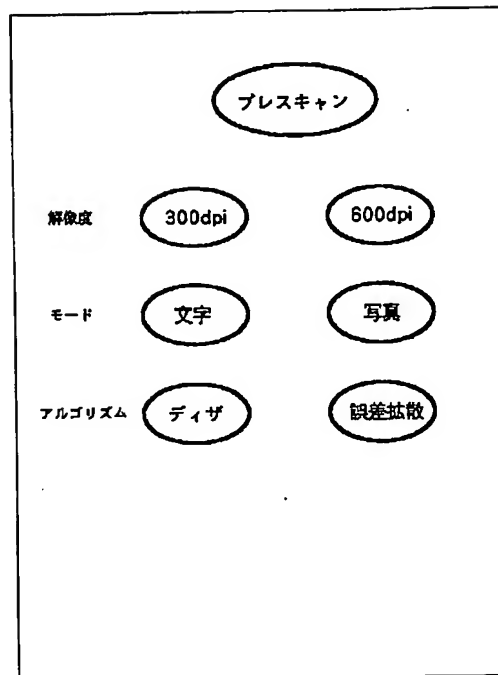 プレスキャン
解像度 300dpi 600dpi
モード 文字 写真
アルゴリズム ディザ 誤差拡散